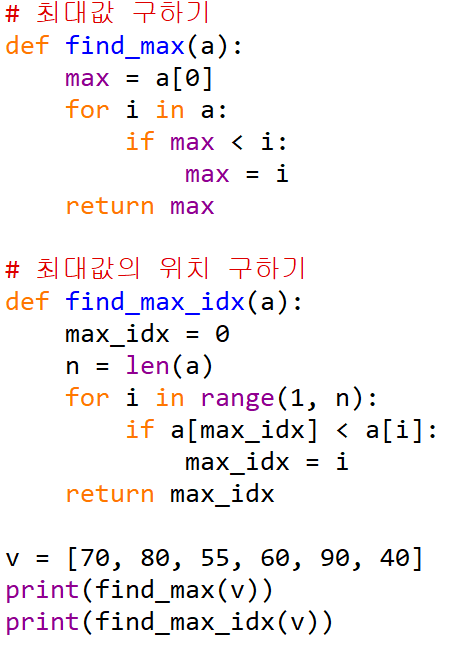 # 최대값 구하기
def find_max(a):
    max = a[0]
    for i in a:
        if max < i:
            max = i
    return max

# 최대값의 위치 구하기
def find_max_idx(a):
    max_idx = 0
    n = len(a)
    for i in range(1, n):
        if a[max_idx] < a[i]:
            max_idx = i
    return max_idx

v = [70, 80, 55, 60, 90, 40]
print(find_max(v))
print(find_max_idx(v))